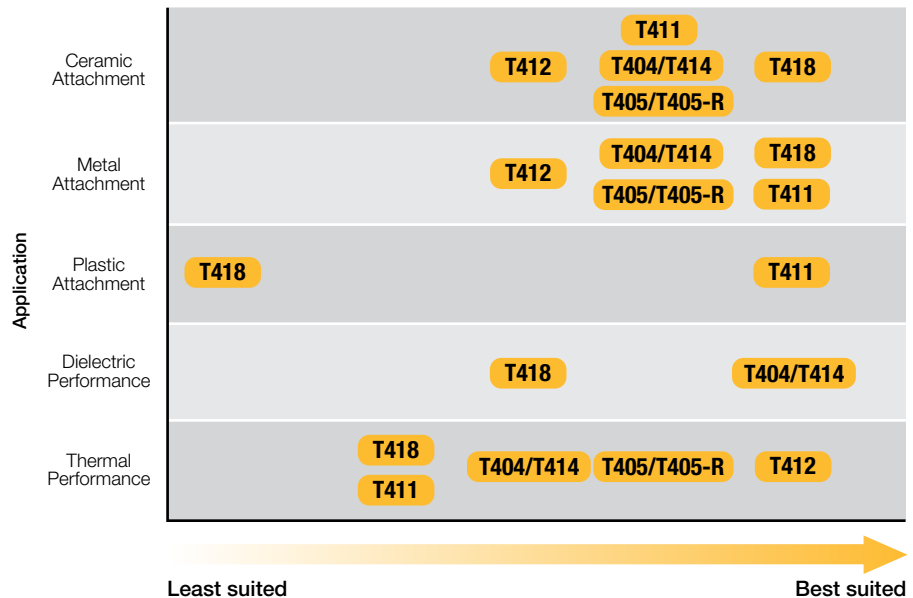 Application
Ceramic
Attachment
T411
T412
T404/T414
T418
T405/T405-R
Metal
Attachment
T404/T414
T418
T412
T405/T405-R
T411
Plastic
Attachment
T418
T411
Dielectric
Performance
T418
T404/T414
Thermal
Performance
T418
T404/T414
T405/T405-R
T412
T411
Least suited
Best suited